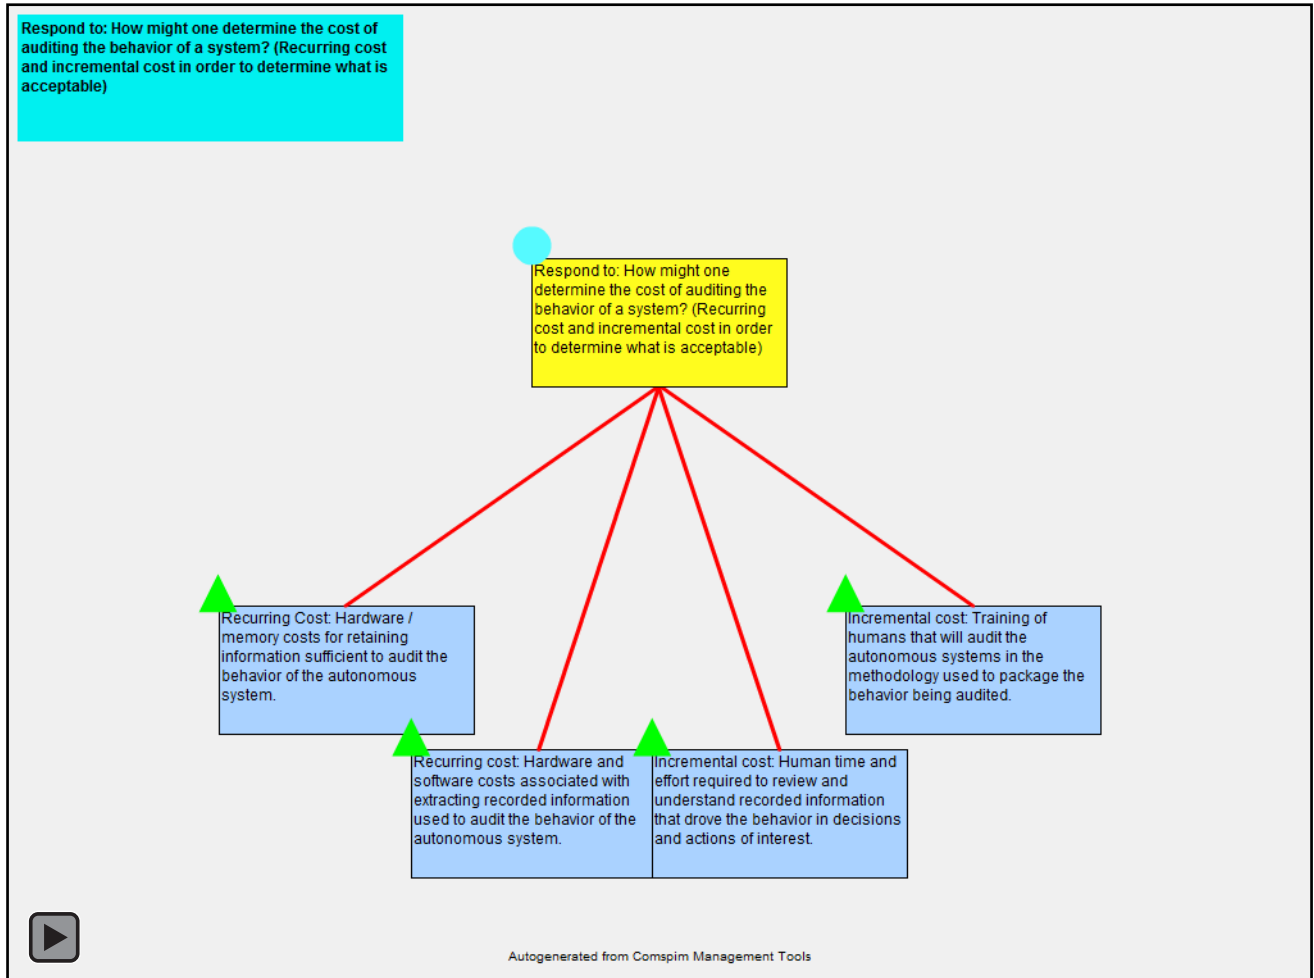 Respond to: How might one determine the cost of
auditing the behavior of a system? (Recurring cost
and incremental cost in order to determine what is
acceptable)
Respond to: How might one
determine the cost of auditing the
behavior of a system? (Recurring
cost and incremental cost in order
to determine what is acceptable)
Recurring Cost: Hardware /
memory costs for retaining
information sufficient to audit the
behavior of the autonomous
system.
Incremental cost: Training of
humans that will audit the
autonomous systems in the
methodology used to package the
behavior being audited.
Recurring cost: Hardware and
software costs associated with
extracting recorded information
used to audit the behavior of the
autonomous system.
Incremental cost: Human time and
effort required to review and
understand recorded information
that drove the behavior in decisions
and actions of interest.
Autogenerated from Comspim Management Tools